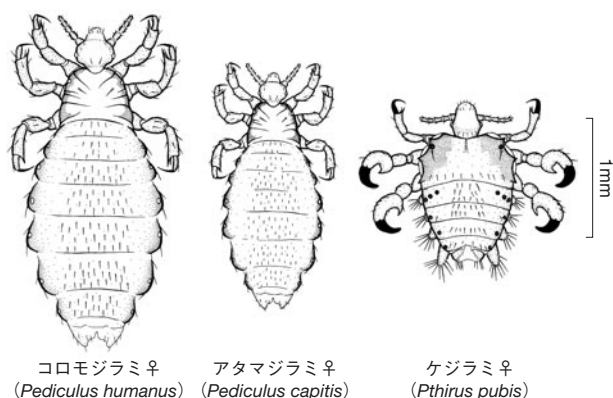 1mm
コロモジラミ♀
(Pediculus humanus)
アタマジラミ♀
(Pediculus capitis)
ケジラミ♀
(Pthirus pubis)